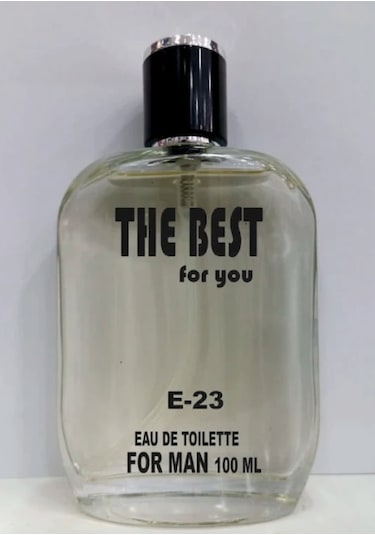 THE BEST
for you
E-23
EAU DE TOILETTE
FOR MAN 100 ML